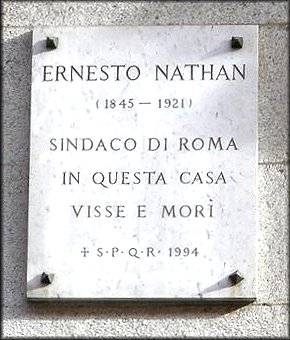 ERNESTO NATHAN
(1845 — 1921)
SINDACO DI ROMA
IN QUESTA CASA
VISSE E MORÌ
✢ S·P·Q·R· 1994